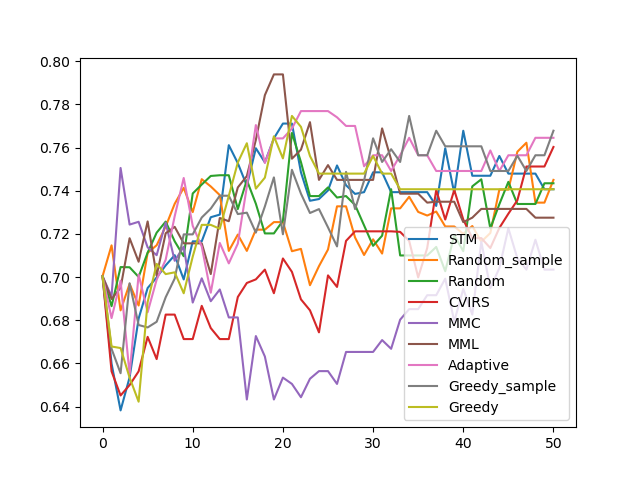 0.80
0.78
0.76
0.74
0.72
0.70
0.68
0.66
0.64
0
10
20
30
40
50
STM
Random_sample
Random
CVIRS
MMC
MML
Adaptive
Greedy_sample
Greedy